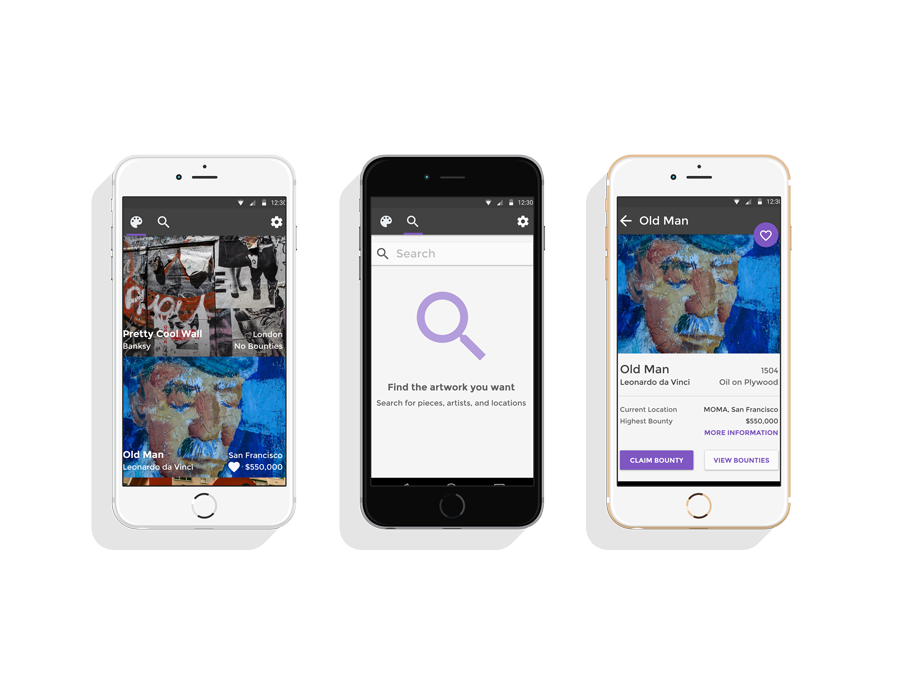 12:30
Pretty Cool Wall
London
Banksy
No Bounties
Old Man
San Francisco
Leonardo da Vinci
$550,000
12:30
Search
Find the artwork you want
Search for pieces, artists, and locations
12:30
Old Man
Old Man
1504
Leonardo da Vinci
Oil on Plywood
Current Location
MOMA, San Francisco
Highest Bounty
$550,000
MORE INFORMATION
CLAIM BOUNTY
VIEW BOUNTIES